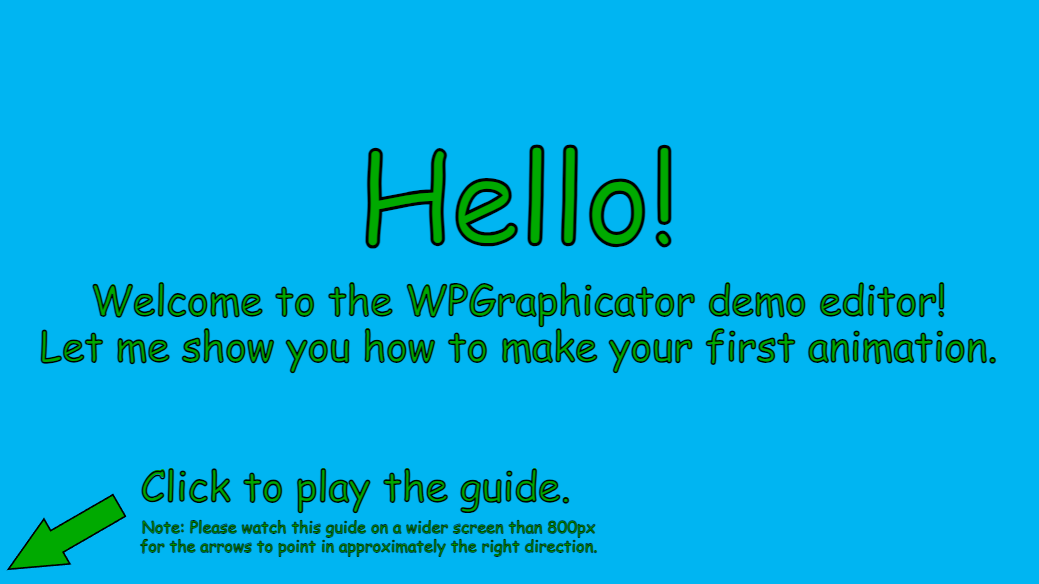 Hello!
Welcome to the WPGraphicator demo editor!
Let me show you how to make your first animation.
Click to play the guide.
Note: Please watch this guide on a wider screen than 800px
for the arrows to point in approximately the right direction.